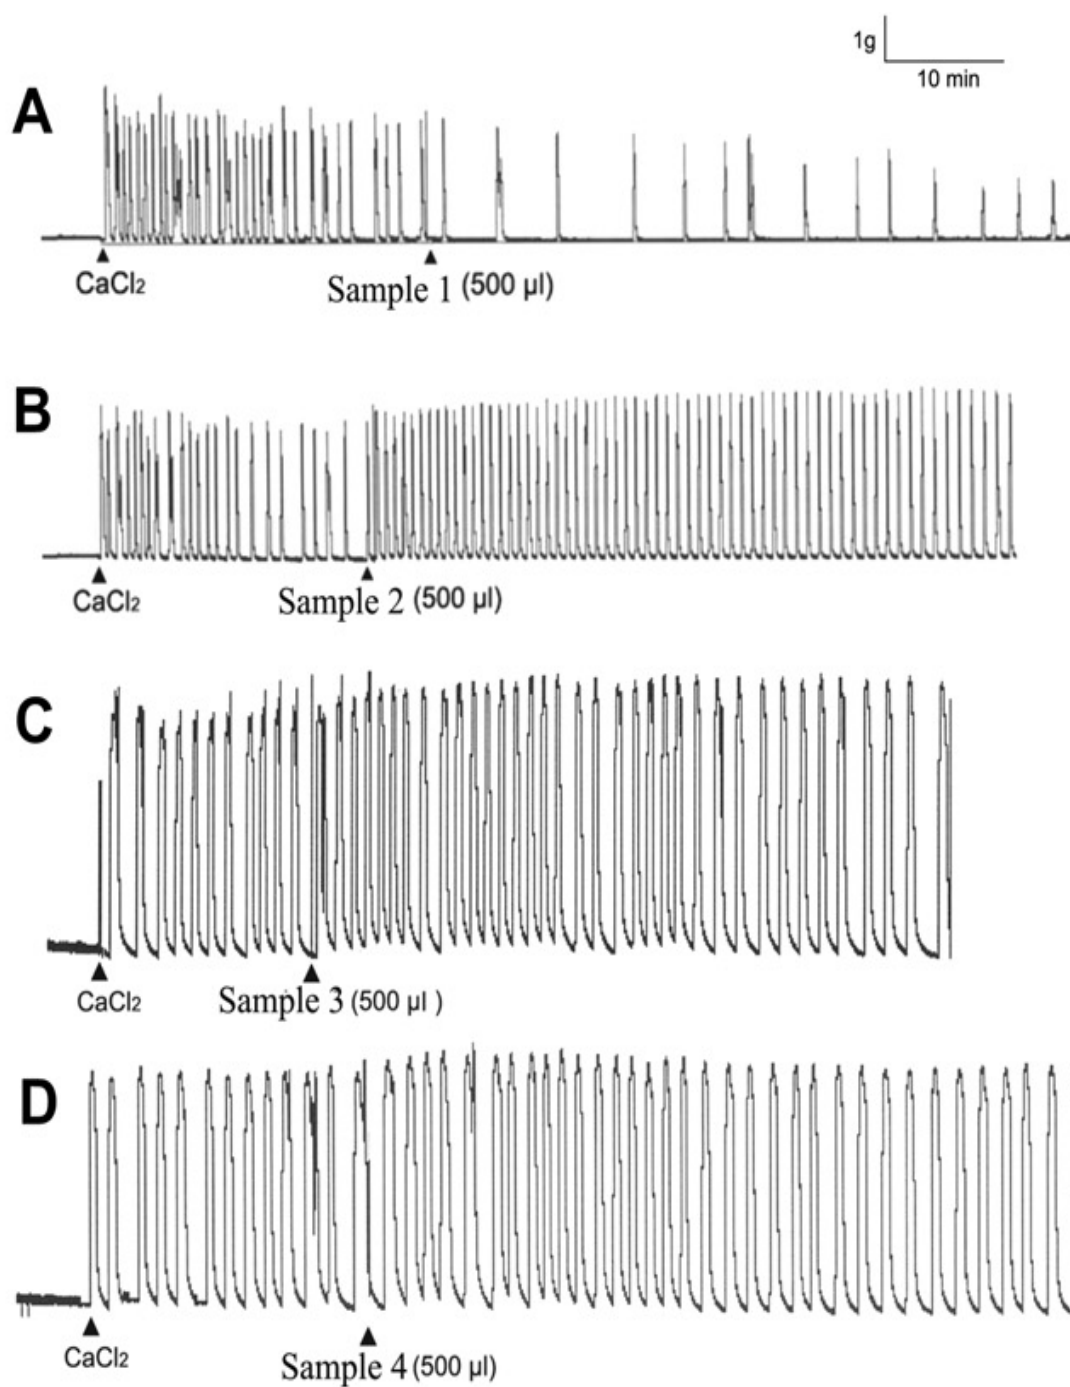 1g
10 min
A
CaCl₂
Sample 1 (500 µl)
B
CaCl₂
Sample 2 (500 µl)
C
CaCl₂
Sample 3 (500 µl )
D
CaCl₂
Sample 4 (500 µl)